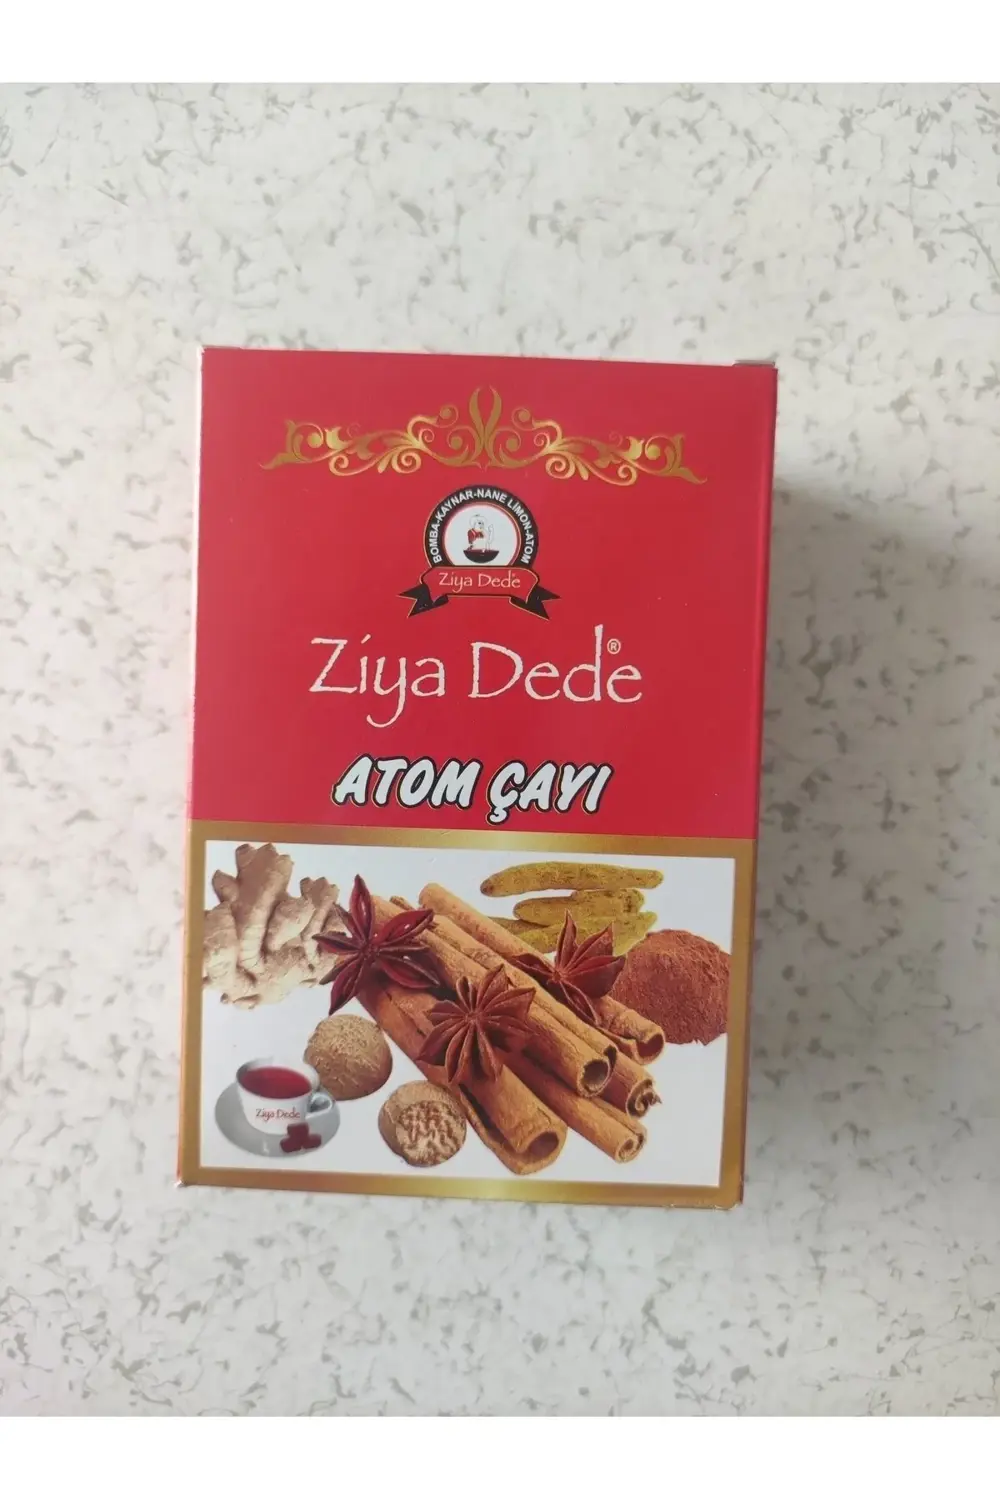 BOMBA-KAYNAR-NANE LİMON-ATOM
Ziya Dede
Ziya Dede®
ATOM ÇAYI
Ziya Dede